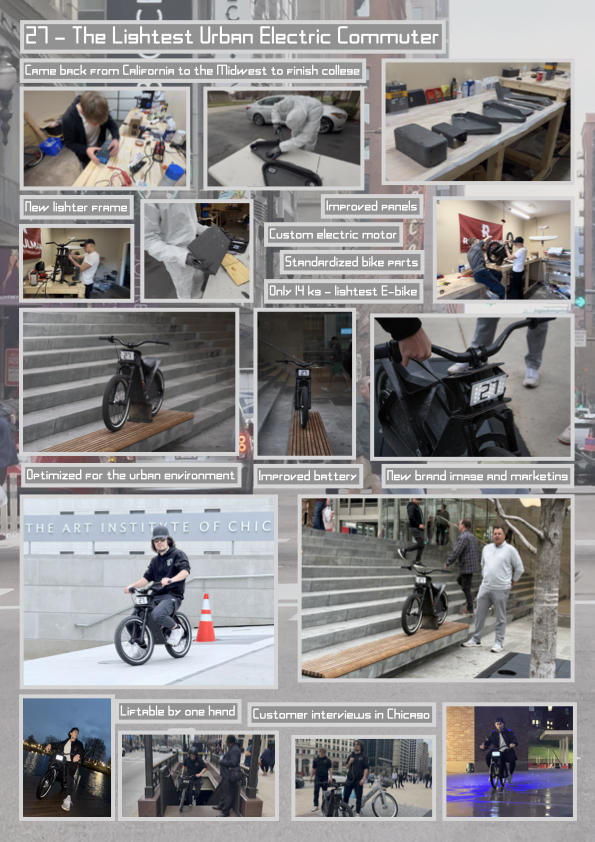 27 – The Lightest Urban Electric Commuter
Came back from California to the Midwest to finish college
New lighter frame
Improved panels
Custom electric motor
Standardized bike parts
Only 14 kg – lightest E-bike
27
Optimized for the urban environment
Improved battery
New brand image and marketing
THE ART INSTITUTE OF CHIC
27
Liftable by one hand
Customer interviews in Chicago